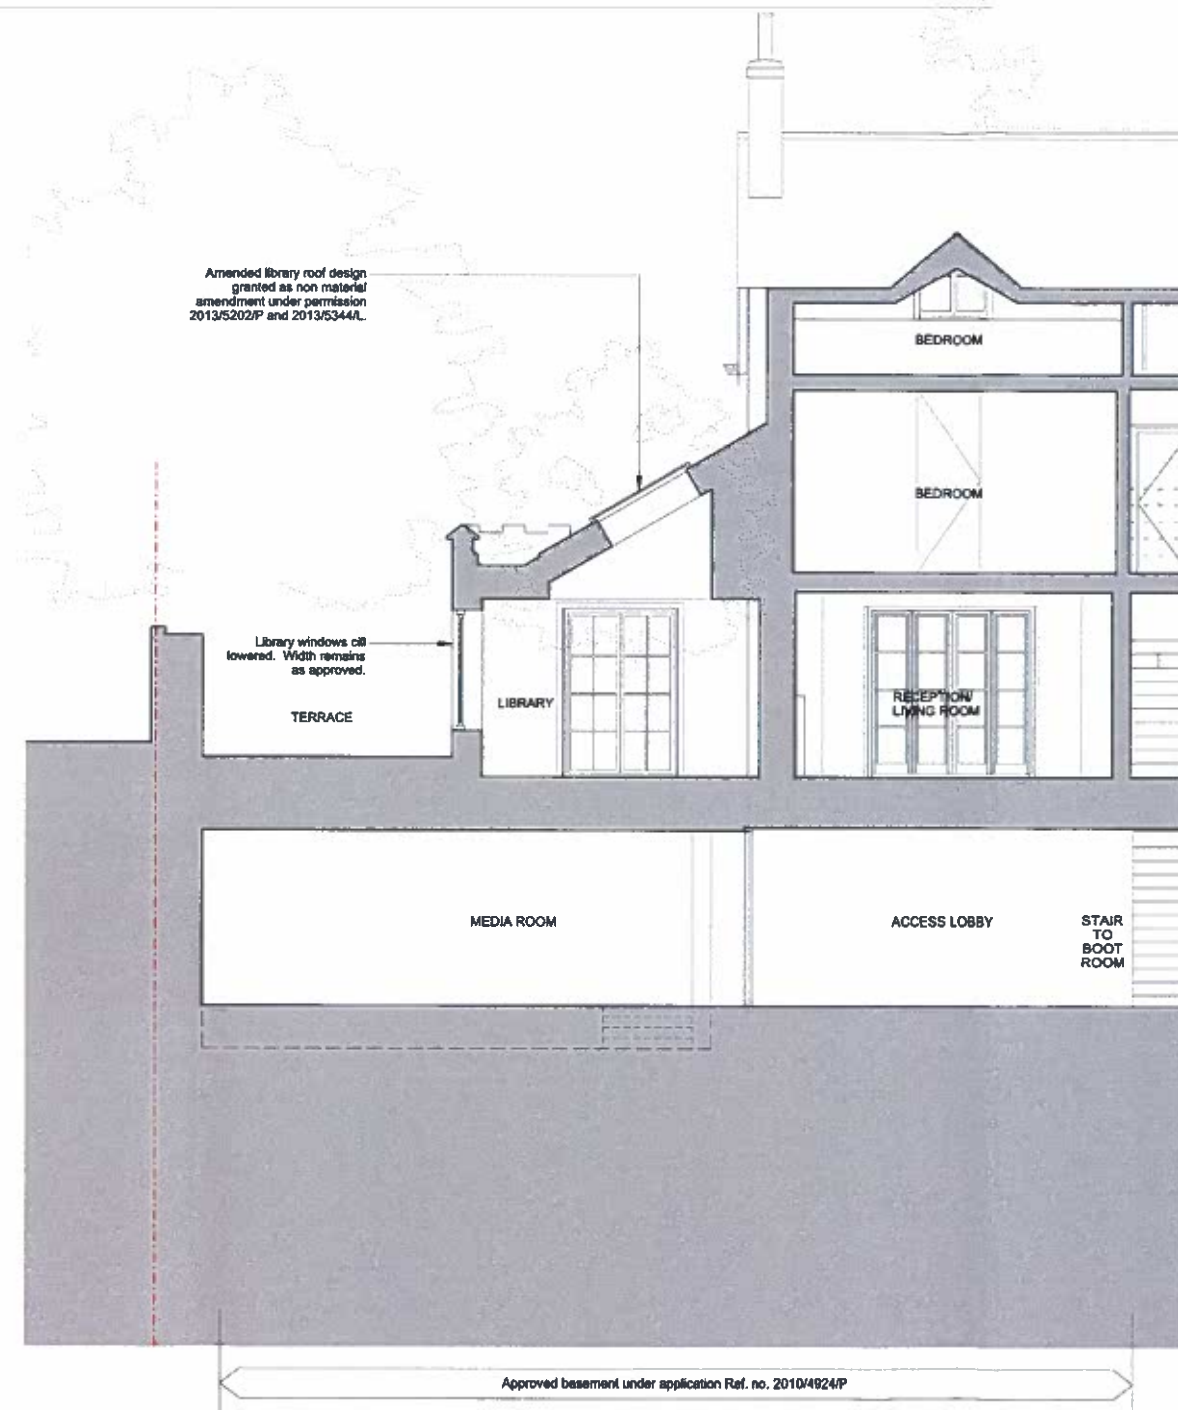 Amended library roof design
granted as non material
amendment under permission
2013/5202/P and 2013/5344/L.
BEDROOM
BEDROOM
Library windows cill
lowered. Width remains
as approved.
TERRACE
LIBRARY
RECEPTION/
LIVING ROOM
MEDIA ROOM
ACCESS LOBBY
STAIR
TO
BOOT
ROOM
Approved basement under application Ref. no. 2010/4924/P